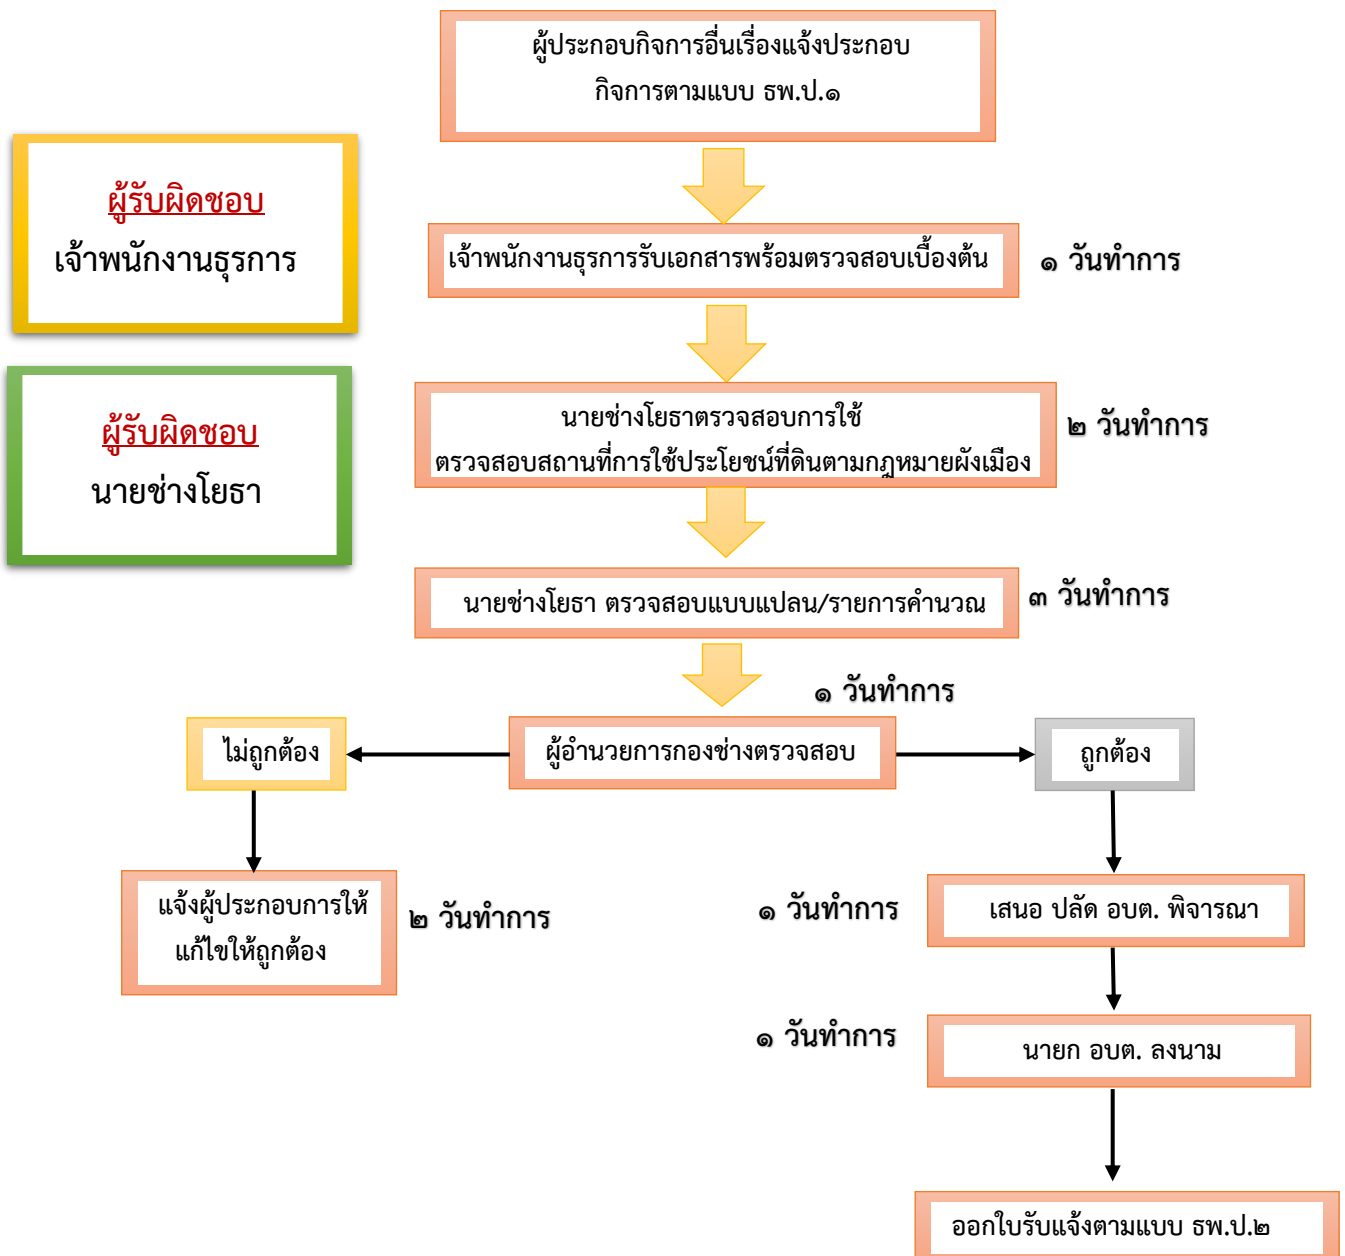 ผู้ประกอบกิจการอื่นเรื่องแจ้งประกอบ
กิจการตามแบบ ธพ.ป.๑
ผู้รับผิดชอบ
เจ้าพนักงานธุรการ
เจ้าพนักงานธุรการรับเอกสารพร้อมตรวจสอบเบื้องต้น
๑ วันทำการ
ผู้รับผิดชอบ
นายช่างโยธา
นายช่างโยธาตรวจสอบการใช้
ตรวจสอบสถานที่การใช้ประโยชน์ที่ดินตามกฎหมายผังเมือง
๒ วันทำการ
นายช่างโยธา ตรวจสอบแบบแปลน/รายการคำนวณ
๓ วันทำการ
๑ วันทำการ
ไม่ถูกต้อง
ผู้อำนวยการกองช่างตรวจสอบ
ถูกต้อง
แจ้งผู้ประกอบการให้
แก้ไขให้ถูกต้อง
๒ วันทำการ
๑ วันทำการ
เสนอ ปลัด อบต. พิจารณา
๑ วันทำการ
นายก อบต. ลงนาม
ออกใบรับแจ้งตามแบบ ธพ.ป.๒